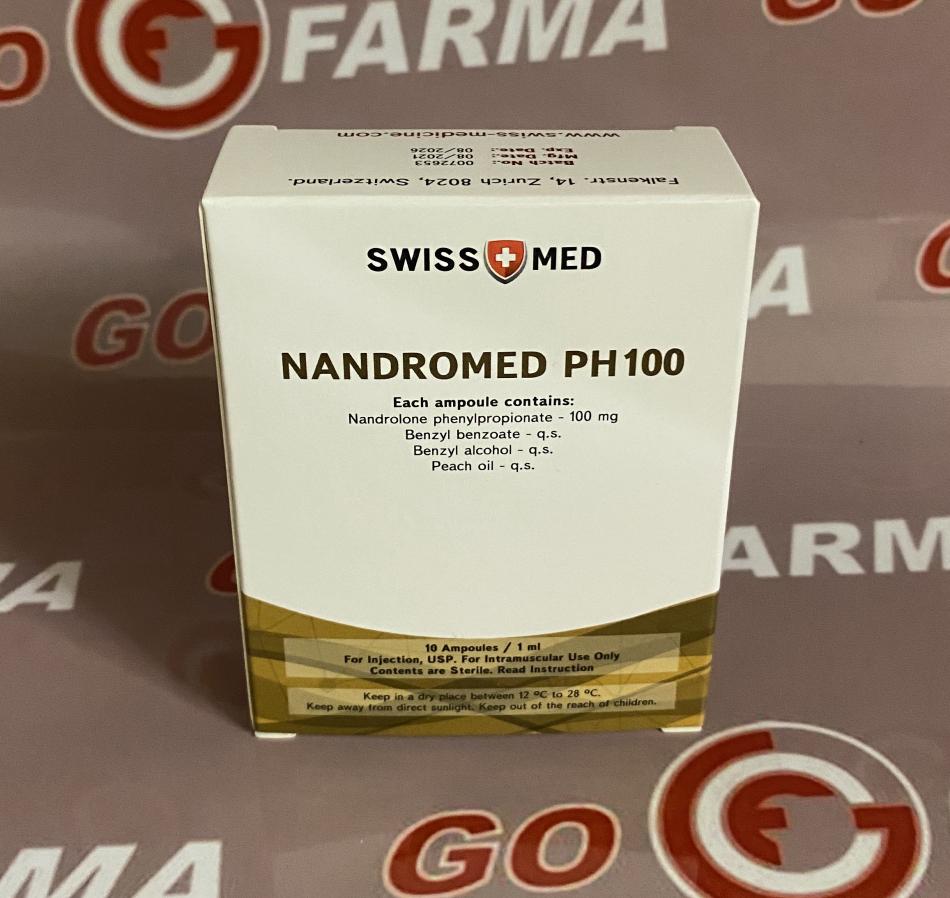 GO
FARMA
GO
www.swiss-medicine.com
Exp. Date.: 08/2026
Mfg. Date.: 08/2021
Batch No.: 0072653
Falkenstr. 14, Zurich 8024, Switzerland.
SWISS MED
NANDROMED PH100
Each ampoule contains:
Nandrolone phenylpropionate - 100 mg
Benzyl benzoate - q.s.
Benzyl alcohol - q.s.
Peach oil - q.s.
GO
10 Ampoules / 1 ml
For Injection, USP. For Intramuscular Use Only
Contents are Sterile. Read Instruction
Keep in a dry place between 12 ºC to 28 ºC.
Keep away from direct sunlight. Keep out of the reach of children.
GO